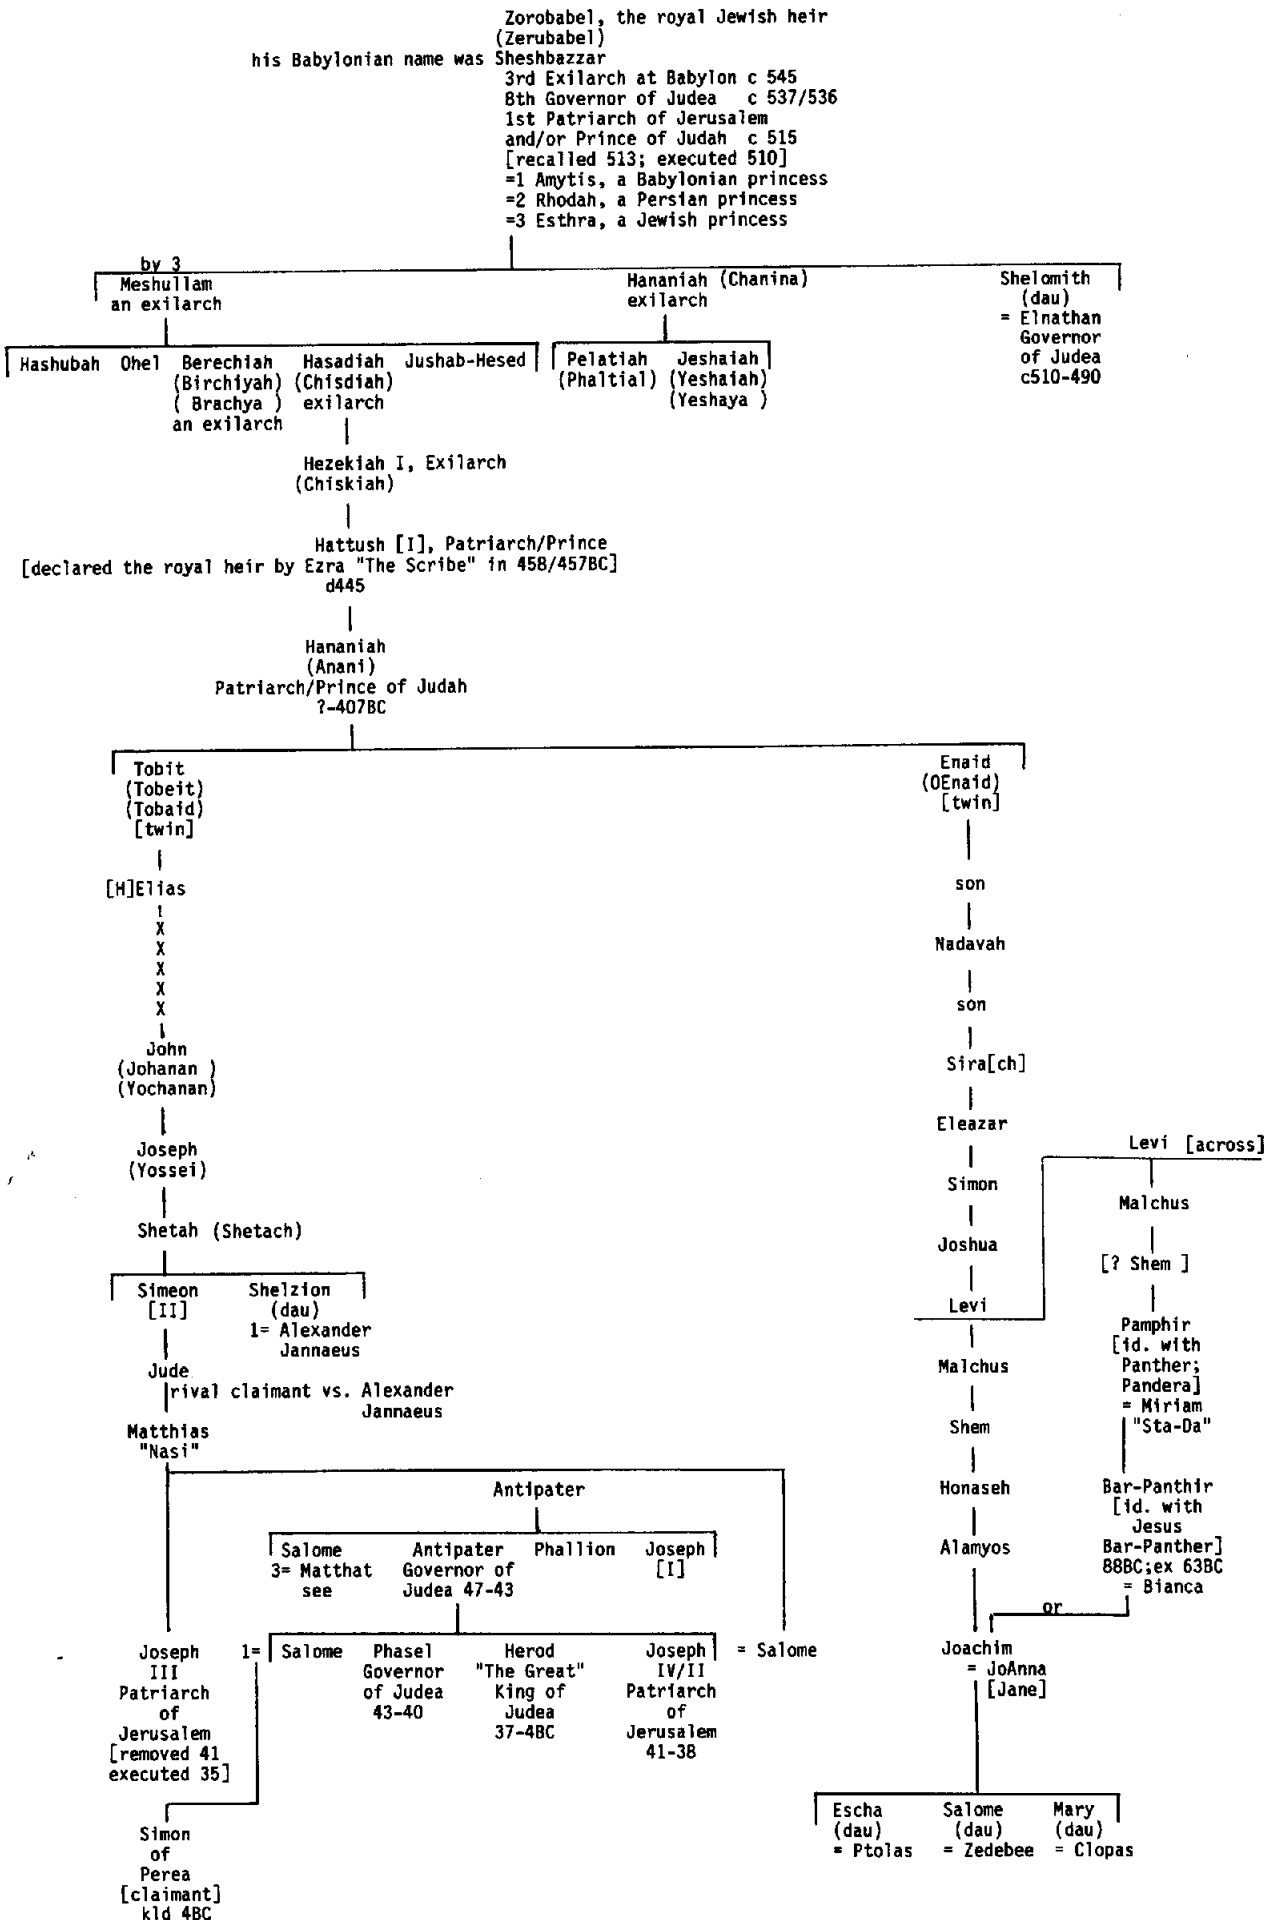 Zorobabel, the royal Jewish heir
(Zerubabel)
his Babylonian name was Sheshbazzar
3rd Exilarch at Babylon c 545
8th Governor of Judea c 537/536
1st Patriarch of Jerusalem
and/or Prince of Judah c 515
[recalled 513; executed 510]
=1 Amytis, a Babylonian princess
=2 Rhodah, a Persian princess
=3 Esthra, a Jewish princess
by 3
Meshullam
an exilarch
Hananiah (Chanina)
exilarch
Shelomith
(dau)
= Elnathan
Governor
of Judea
c510-490
Hashubah
Ohel
Berechiah
(Birchiyah)
( Brachya )
an exilarch
Hasadiah
(Chisdiah)
exilarch
Jushab-Hesed
Pelatiah
(Phaltial)
Jeshaiah
(Yeshaiah)
(Yeshaya )
Hezekiah I, Exilarch
(Chiskiah)
Hattush [I], Patriarch/Prince
[declared the royal heir by Ezra "The Scribe" in 458/457BC]
d445
Hananiah
(Anani)
Patriarch/Prince of Judah
?-407BC
Tobit
(Tobeit)
(Tobaid)
[twin]
[H]Elias
X
X
X
X
X
John
(Johanan )
(Yochanan)
Joseph
(Yossei)
Shetah (Shetach)
Simeon
[II]
Shelzion
(dau)
1= Alexander
Jannaeus
Jude
rival claimant vs. Alexander
Jannaeus
Matthias
"Nasi"
Enaid
(OEnaid)
[twin]
son
Nadavah
son
Sira[ch]
Eleazar
Simon
Joshua
Levi
Malchus
Shem
Honaseh
Alamyos
Levi [across]
Malchus
[? Shem ]
Pamphir
[id. with
Panther;
Pandera]
= Miriam
"Sta-Da"
Bar-Panthir
[id. with
Jesus
Bar-Panther]
88BC;ex 63BC
= Bianca
or
Antipater
Salome
3= Matthat
see
Antipater
Governor of
Judea 47-43
Phallion
Joseph
[I]
Joseph
III
Patriarch
of
Jerusalem
[removed 41
executed 35]
1=
Salome
Phasel
Governor
of Judea
43-40
Herod
"The Great"
King of
Judea
37-4BC
Joseph
IV/II
Patriarch
of
Jerusalem
41-38
= Salome
Joachim
= JoAnna
[Jane]
Simon
of
Perea
[claimant]
kld 4BC
Escha
(dau)
= Ptolas
Salome
(dau)
= Zedebee
Mary
(dau)
= Clopas